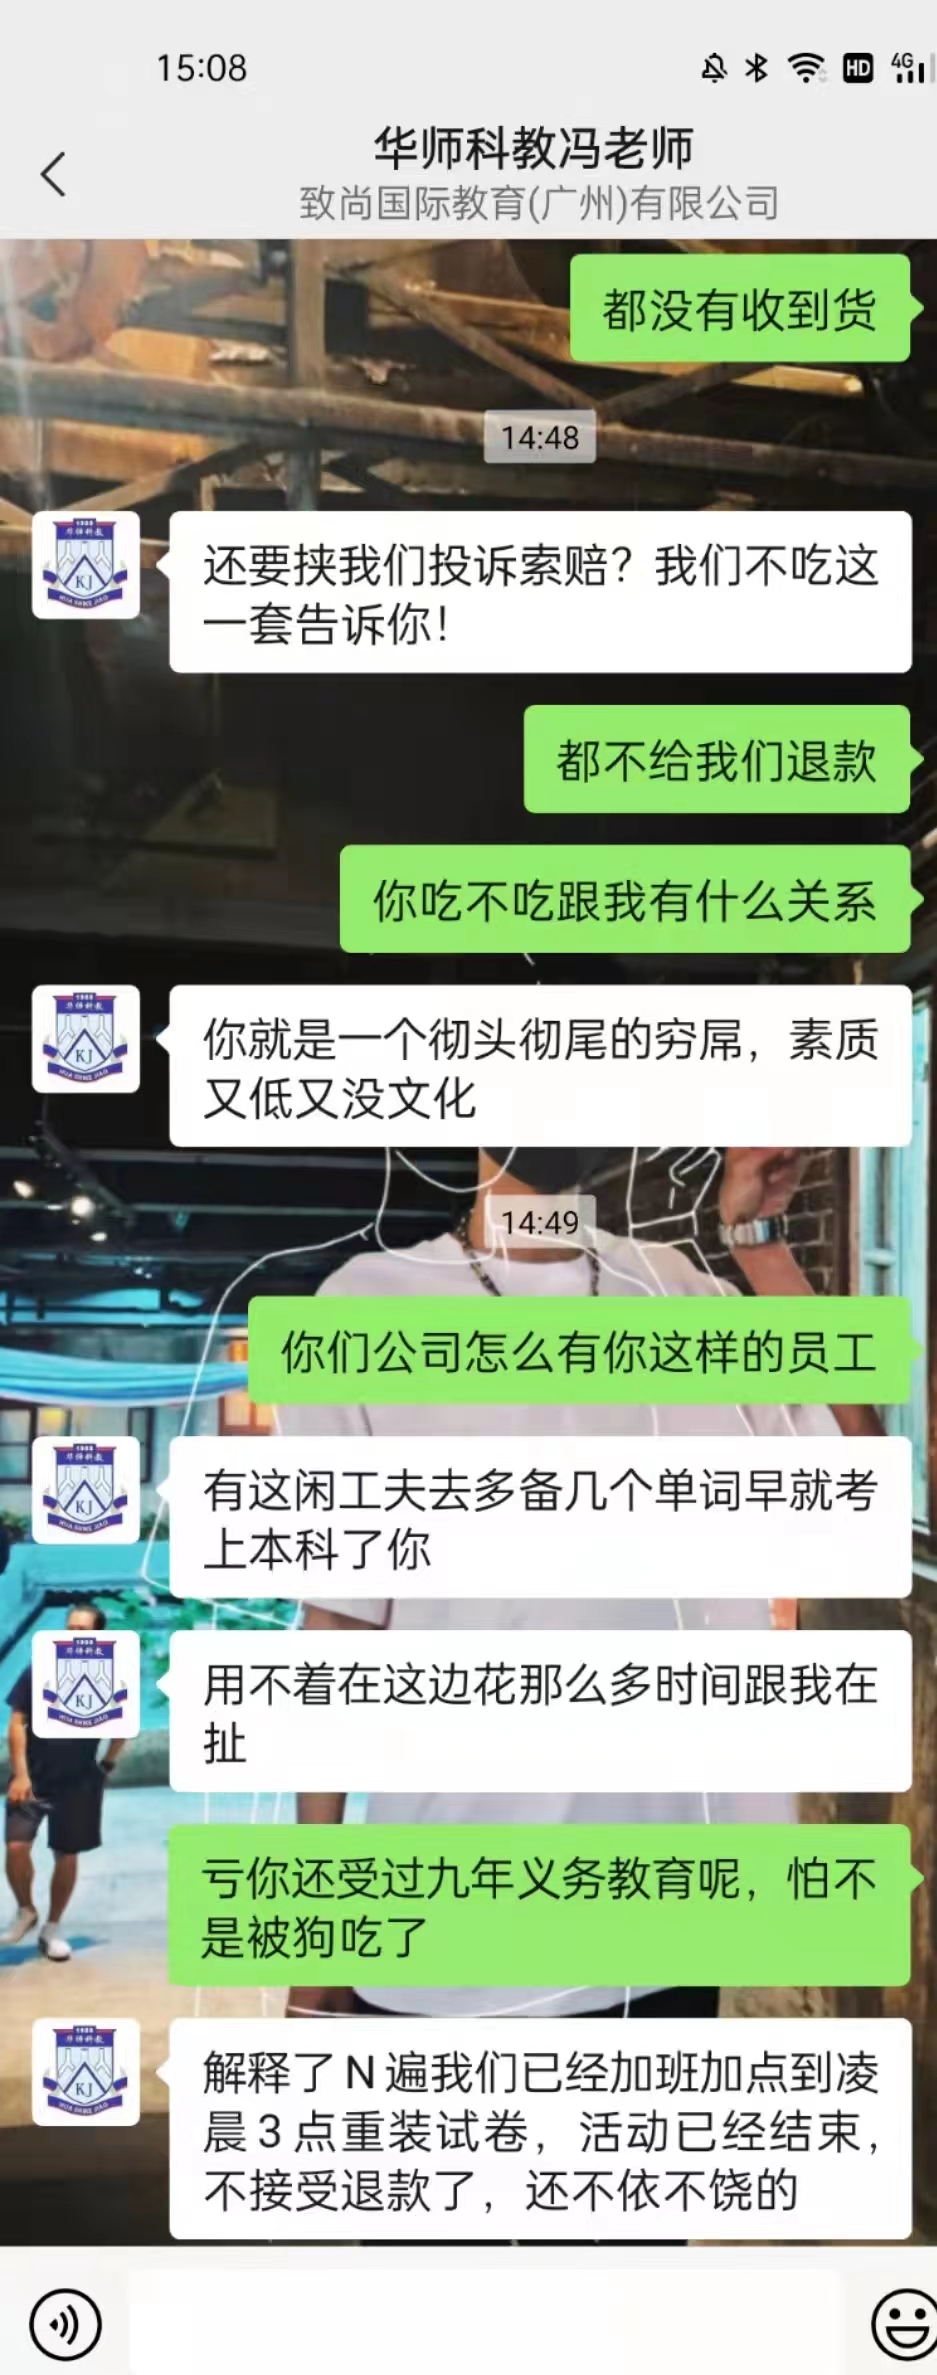 15:08
HD 4G
华师科教冯老师
致尚国际教育(广州)有限公司
都没有收到货
14:48
还要挟我们投诉索赔？我们不吃这
一套告诉你！
都不给我们退款
你吃不吃跟我有什么关系
你就是一个彻头彻尾的穷屌，素质
又低又没文化
14:49
你们公司怎么有你这样的员工
有这闲工夫去多备几个单词早就考
上本科了你
用不着在这边花那么多时间跟我在
扯
亏你还受过九年义务教育呢，怕不
是被狗吃了
解释了N遍我们已经加班加点到凌
晨3点重装试卷，活动已经结束，
不接受退款了，还不依不饶的